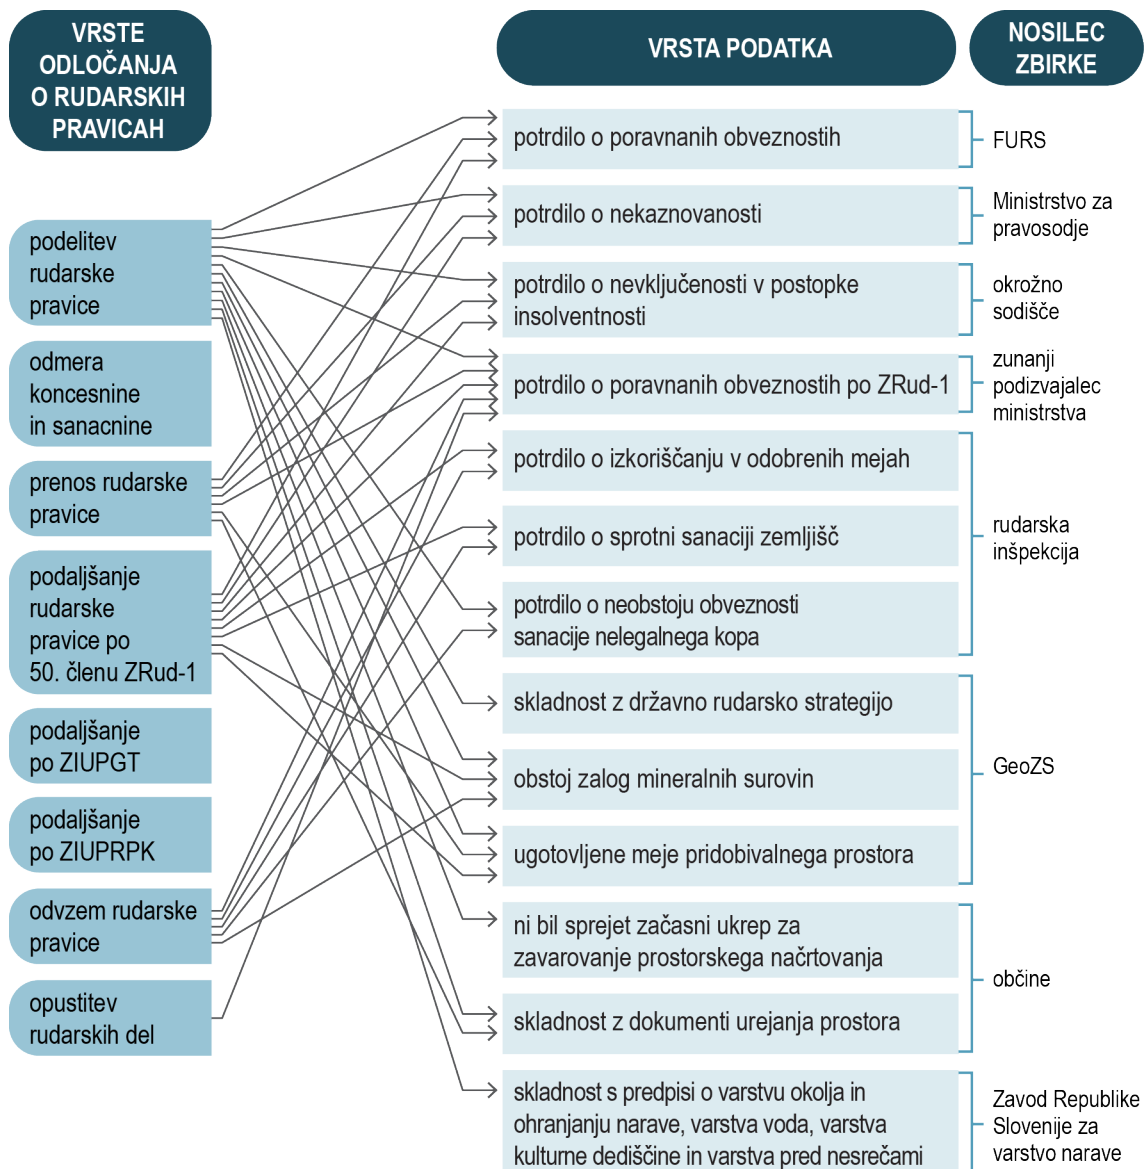 VRSTE
ODLOČANJA
O RUDARSKIH
PRAVICAH
podelitev
rudarske
pravice
odmera
koncesnine
in sanacnine
prenos rudarske
pravice
podaljšanje
rudarske
pravice po
50. členu ZRud-1
podaljšanje
po ZIUPGT
podaljšanje
po ZIUPRPK
odvzem rudarske
pravice
opustitev
rudarskih del
VRSTA PODATKA
potrdilo o poravnanih obveznostih
potrdilo o nekaznovanosti
potrdilo o nevključenosti v postopke
insolventnosti
potrdilo o poravnanih obveznostih po ZRud-1
potrdilo o izkoriščanju v odobrenih mejah
potrdilo o sprotni sanaciji zemljišč
potrdilo o neobstoju obveznosti
sanacije nelegalnega kopa
skladnost z državno rudarsko strategijo
obstoj zalog mineralnih surovin
ugotovljene meje pridobivalnega prostora
ni bil sprejet začasni ukrep za
zavarovanje prostorskega načrtovanja
skladnost z dokumenti urejanja prostora
skladnost s predpisi o varstvu okolja in
ohranjanju narave, varstva voda, varstva
kulturne dediščine in varstva pred nesrečami
NOSILEC
ZBIRKE
FURS
Ministrstvo za
pravosodje
okrožno
sodišče
zunanji
podizvajalec
ministrstva
rudarska
inšpekcija
GeoZS
občine
Zavod Republike
Slovenije za
varstvo narave